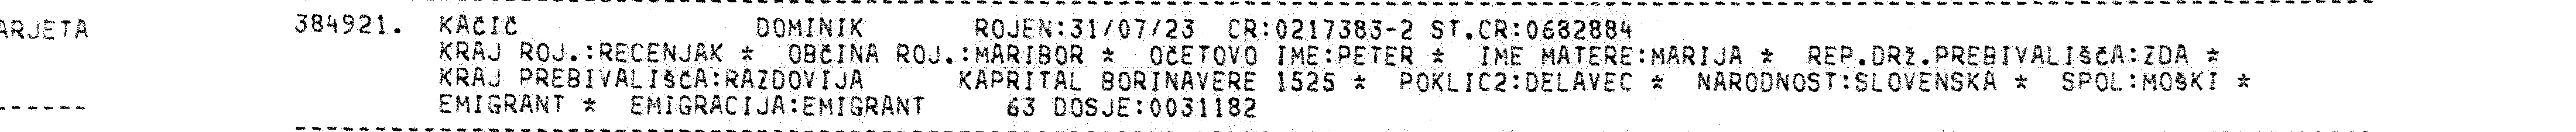 ARJETA 384921. KAČIČ DOMINIK ROJEN:31/07/23 CR:0217383-2 ST.CR:0682884
KRAJ ROJ.:RECENJAK * OBČINA ROJ.:MARIBOR * OČETOVO IME:PETER * IME MATERE:MARIJA * REP.DRŽ.PREBIVALIŠČA:ZDA *
KRAJ PREBIVALIŠČA:RAZDOVIJA KAPRITAL BORINAVERE 1525 * POKLIC2:DELAVEC * NARODNOST:SLOVENSKA * SPOL:MOŠKI *
EMIGRANT * EMIGRACIJA:EMIGRANT 63 DOSJE:0031182